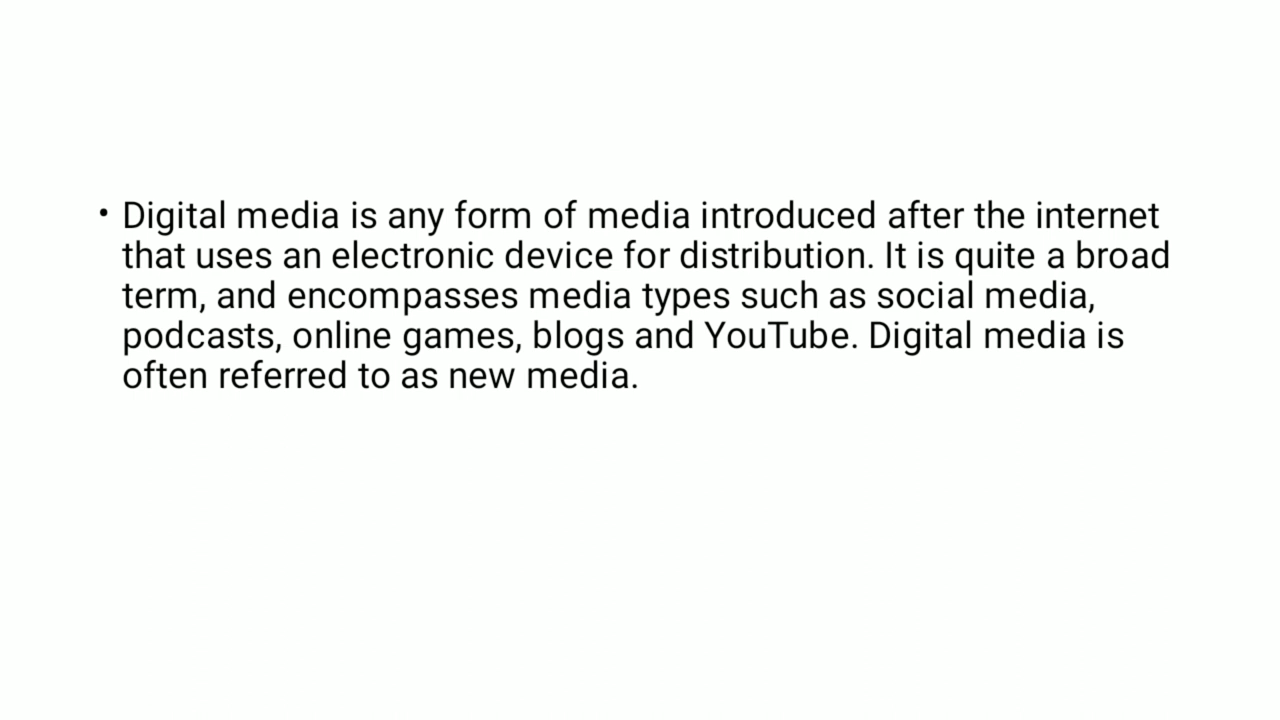 • Digital media is any form of media introduced after the internet
that uses an electronic device for distribution. It is quite a broad
term, and encompasses media types such as social media,
podcasts, online games, blogs and YouTube. Digital media is
often referred to as new media.